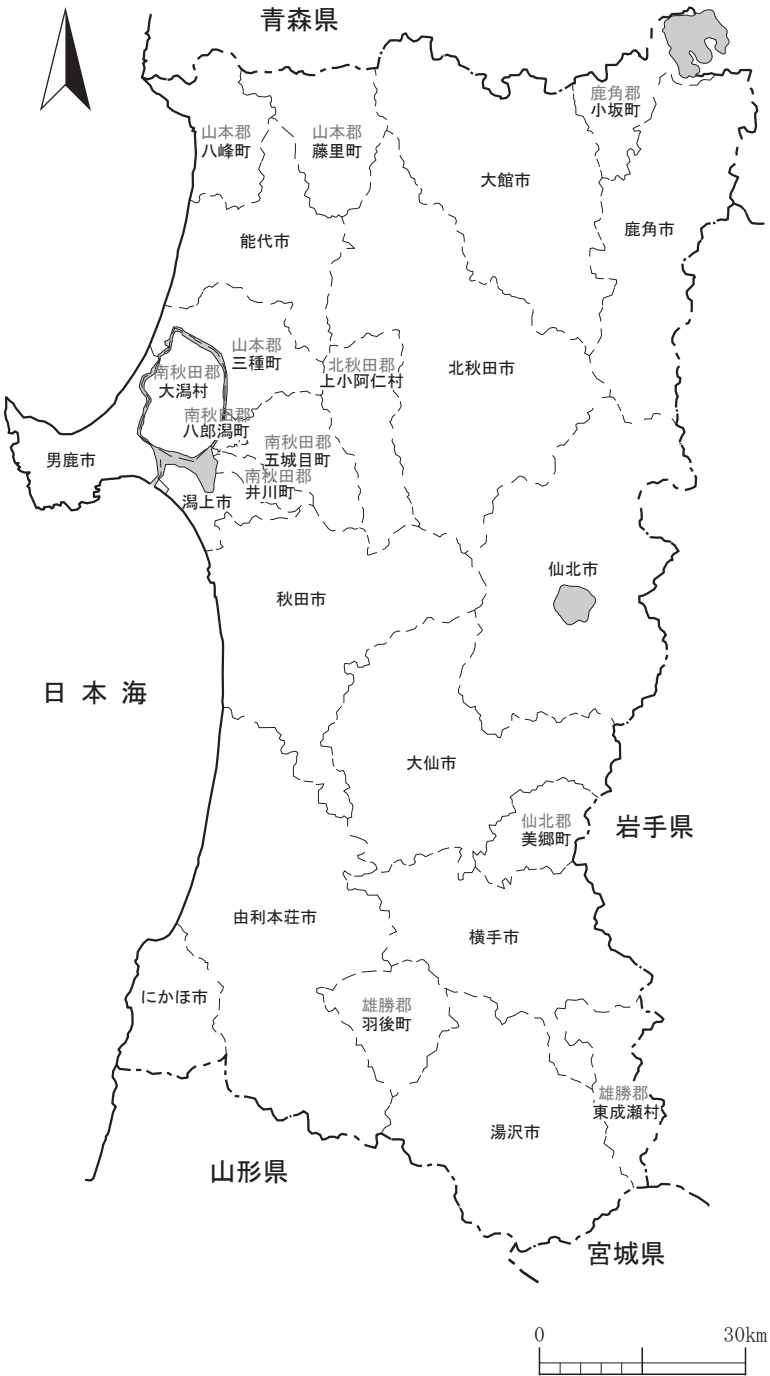 青森県
鹿角郡
小坂町
山本郡
八峰町
山本郡
藤里町
大館市
鹿角市
能代市
山本郡
三種町
北秋田郡
上小阿仁村
北秋田市
南秋田郡
大潟村
南秋田郡
八郎潟町
南秋田郡
五城目町
男鹿市
南秋田郡
井川町
潟上市
仙北市
秋田市
日本海
大仙市
仙北郡
美郷町
岩手県
由利本荘市
横手市
にかほ市
雄勝郡
羽後町
雄勝郡
東成瀬村
湯沢市
山形県
宮城県
0 30km